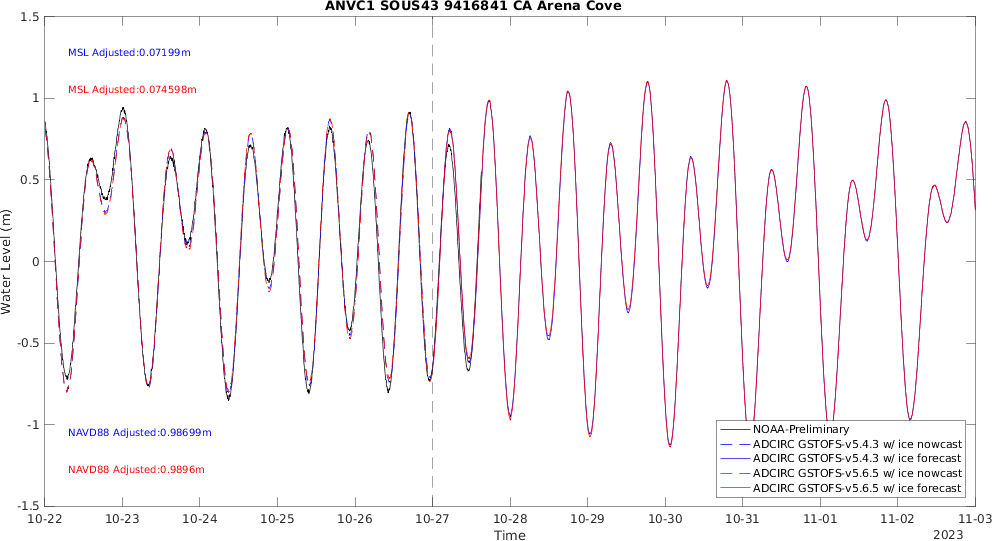 ANVC1 SOUS43 9416841 CA Arena Cove
1.5
1
0.5
0
-0.5
-1
-1.5
Water Level (m)
MSL Adjusted:0.07199m
MSL Adjusted:0.074598m
NAVD88 Adjusted:0.98699m
NAVD88 Adjusted:0.9896m
NOAA-Preliminary
ADCIRC GSTOFS-v5.4.3 w/ ice nowcast
ADCIRC GSTOFS-v5.4.3 w/ ice forecast
ADCIRC GSTOFS-v5.6.5 w/ ice nowcast
ADCIRC GSTOFS-v5.6.5 w/ ice forecast
10-22 10-23 10-24 10-25 10-26 10-27 10-28 10-29 10-30 10-31 11-01 11-02 11-03
Time
2023